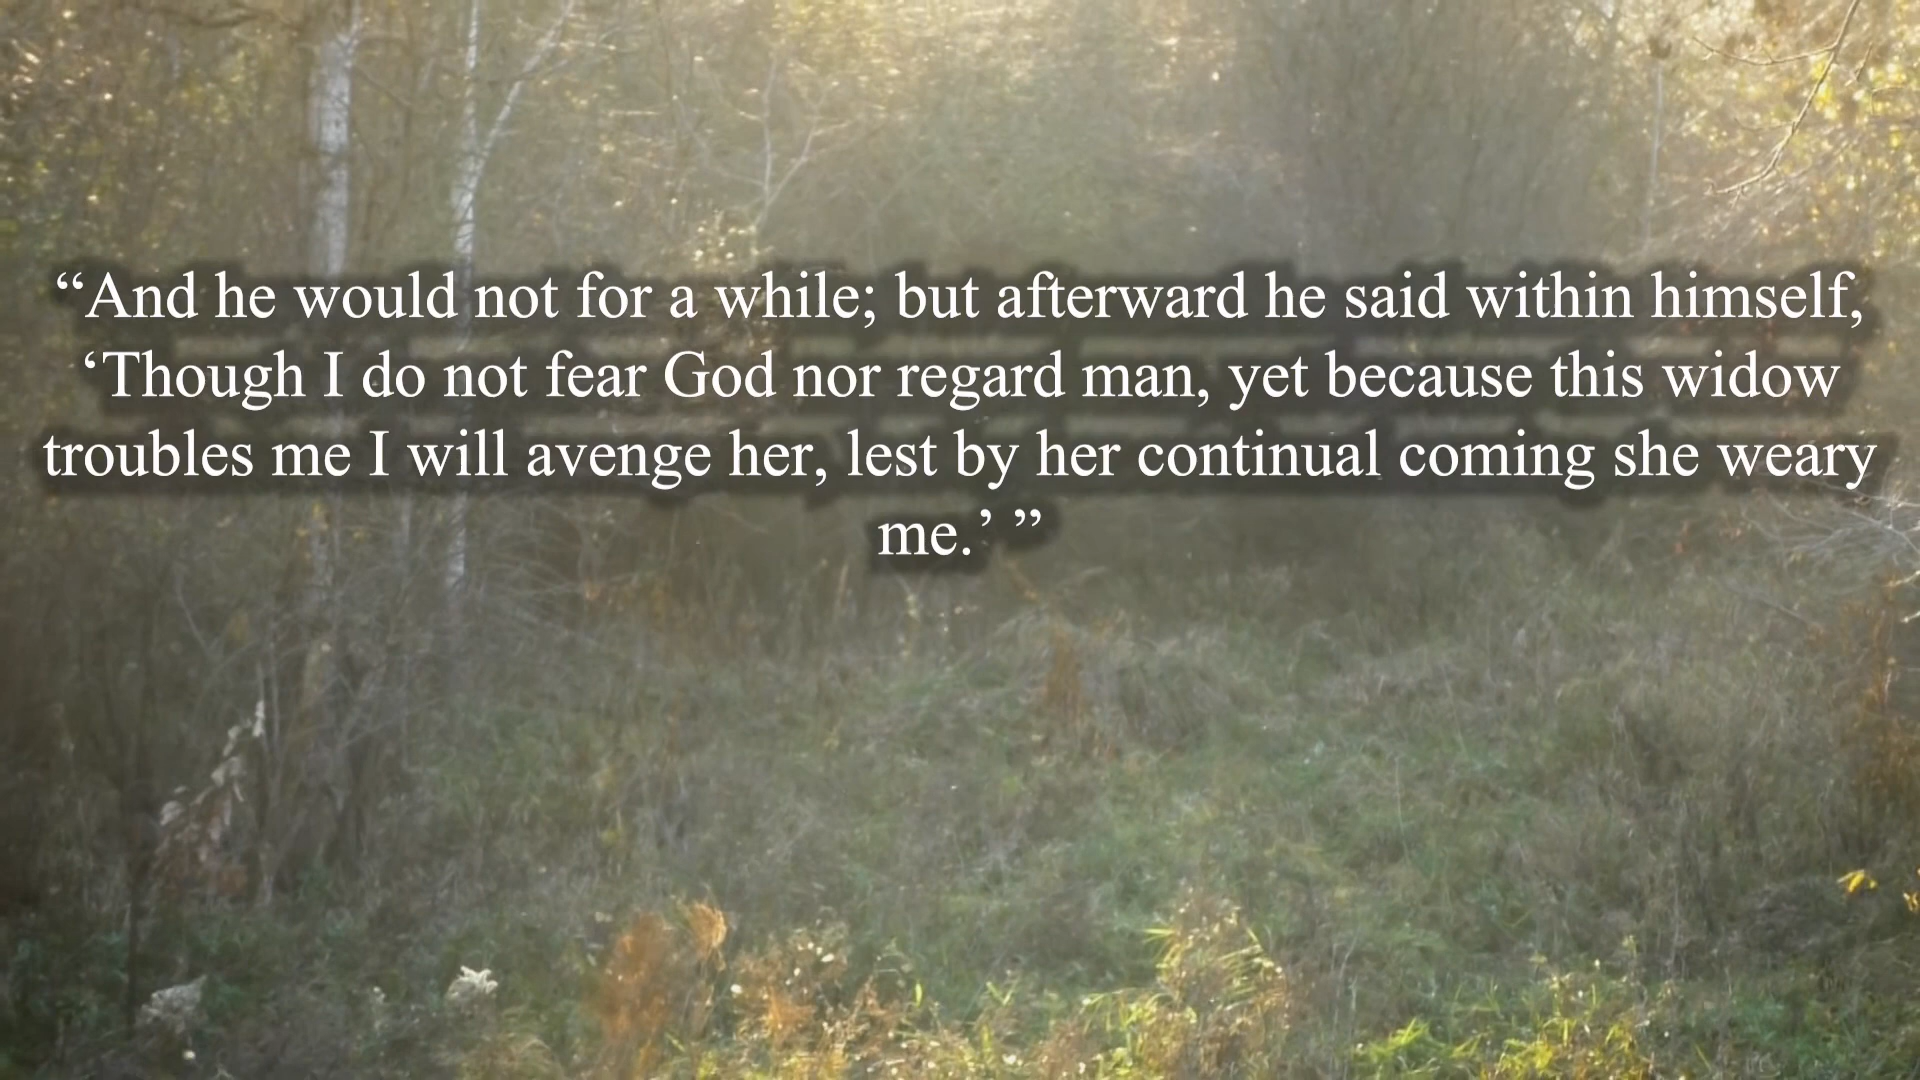 “And he would not for a while; but afterward he said within himself,
‘Though I do not fear God nor regard man, yet because this widow
troubles me I will avenge her, lest by her continual coming she weary
me.’ ”